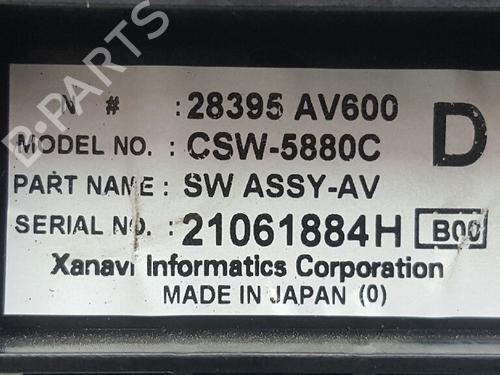 N #  : 28395 AV600
MODEL NO. : CSW-5880C D
PART NAME : SW ASSY-AV
SERIAL NO. : 21061884H B00
Xanavi Informatics Corporation
MADE IN JAPAN (0)
B-PARTS